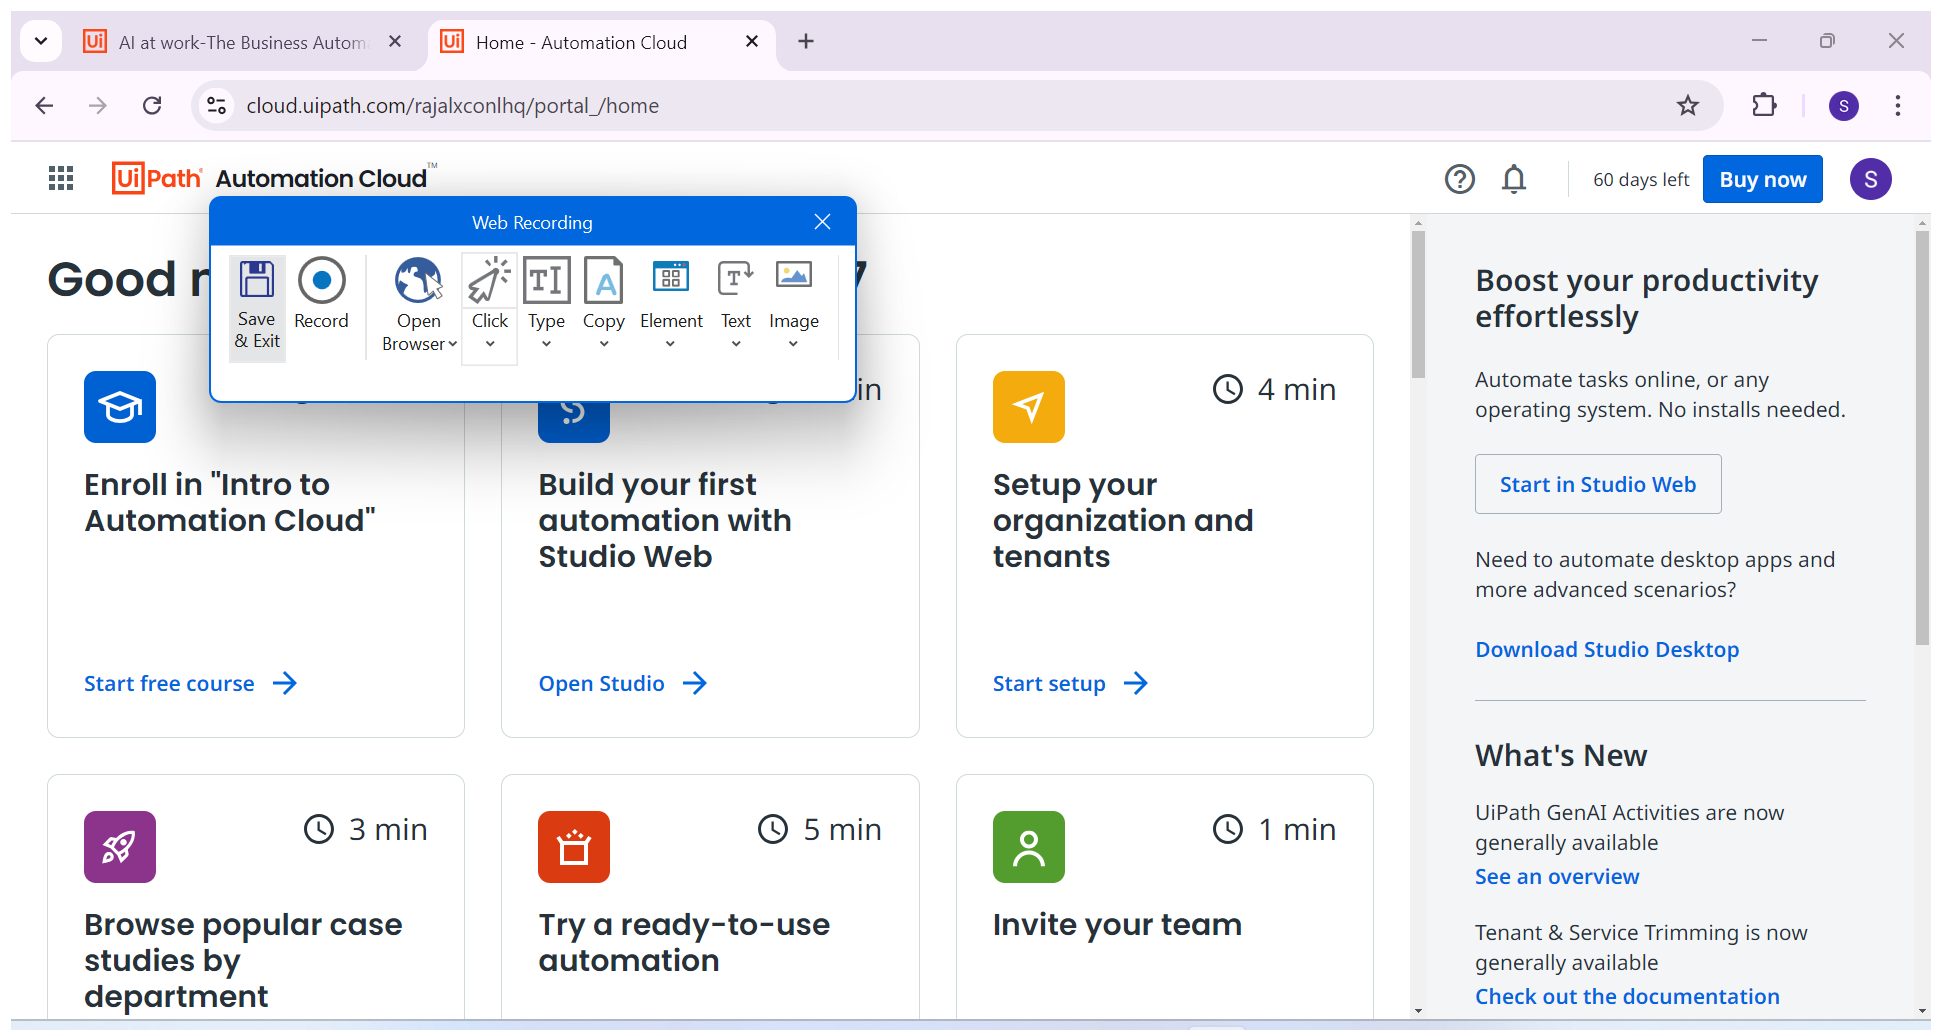 AI at work-The Business Autom
Home - Automation Cloud
cloud.uipath.com/rajalxconlhq/portal_/home
S
UiPath Automation Cloud™
60 days left
Buy now
S
Web Recording
Save & Exit
Record
Open Browser
Click
Type
Copy
Element
Text
Image
Good
7
Enroll in "Intro to
Automation Cloud"
Start free course
in
Build your first
automation with
Studio Web
Open Studio
4 min
Setup your
organization and
tenants
Start setup
3 min
Browse popular case
studies by
department
5 min
Try a ready-to-use
automation
1 min
Invite your team
Boost your productivity
effortlessly
Automate tasks online, or any
operating system. No installs needed.
Start in Studio Web
Need to automate desktop apps and
more advanced scenarios?
Download Studio Desktop
What's New
UiPath GenAI Activities are now
generally available
See an overview
Tenant & Service Trimming is now
generally available
Check out the documentation